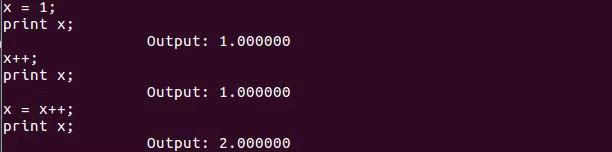 x = 1;
print x;
Output: 1.000000
x++;
print x;
Output: 1.000000
x = x++;
print x;
Output: 2.000000